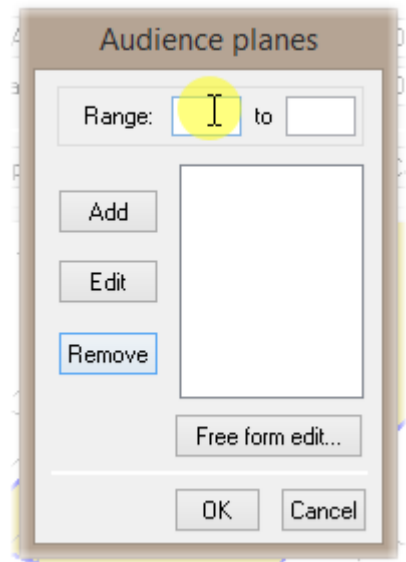 Audience planes
Range: to
Add
Edit
Remove
Free form edit...
OK Cancel